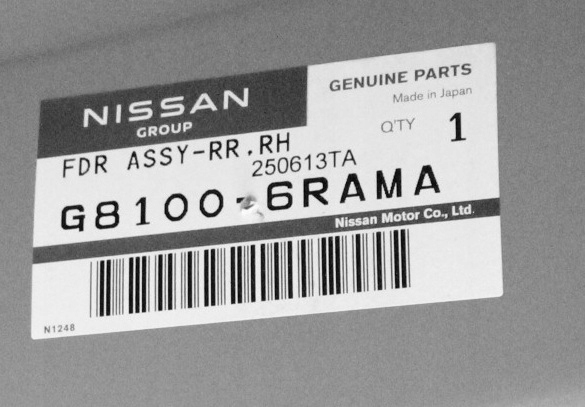 NISSAN
GROUP
GENUINE PARTS
Made in Japan
Q'TY 1
FDR ASSY-RR.RH
250613TA
G8100-6RAMA
Nissan Motor Co., Ltd.
N1248